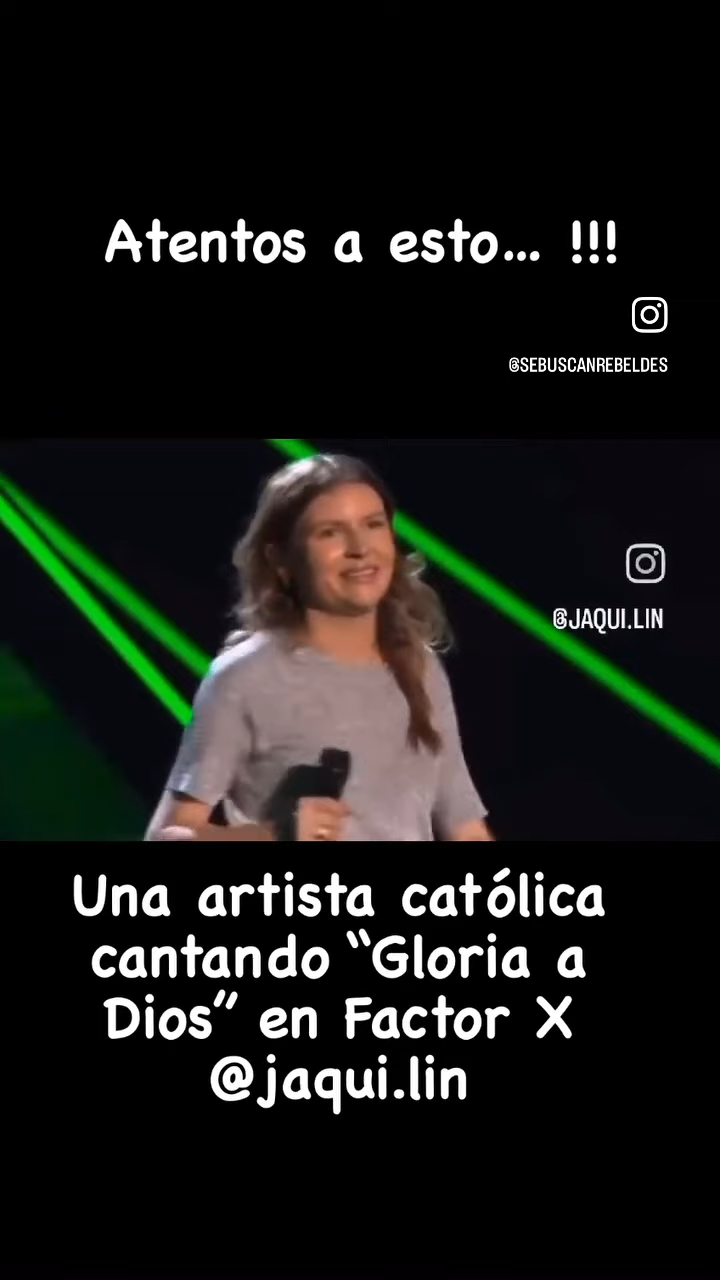 Atentos a esto... !!!
@SEBUSCANREBELDES
@JAQUI.LIN
Una artista católica
cantando “Gloria a
Dios” en Factor X
@jaqui.lin